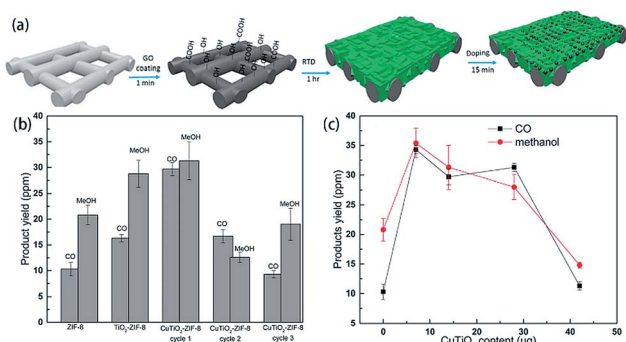 (a)
GO
coating
1 min
COOH
OH
COOH
OH
COOH
OH
OH
COOH
OH
RTD
1 hr
Doping
15 min
(b)
Product yield (ppm)
40
35
30
25
20
15
10
5
0
CO
MeOH
CO
MeOH
CO
MeOH
CO
MeOH
CO
MeOH
ZIF-8
TiO₂-ZIF-8
CuTiO₂-ZIF-8
cycle 1
CuTiO₂-ZIF-8
cycle 2
CuTiO₂-ZIF-8
cycle 3
(c)
Products yield (ppm)
40
35
30
25
20
15
10
5
CO
methanol
0
10
20
30
40
50
CuTiO₂ content (ug)